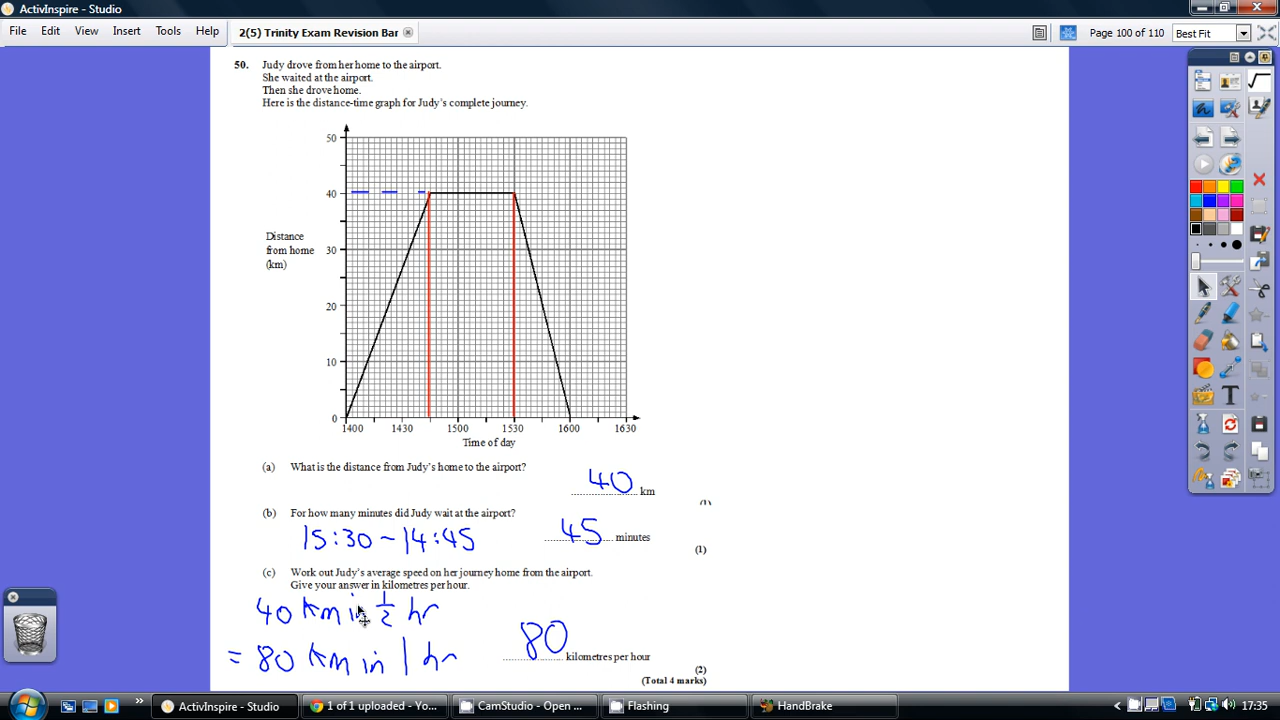 ActivInspire - Studio
File Edit View Insert Tools Help
2(5) Trinity Exam Revision Bar
Page 100 of 110
Best Fit
50. Judy drove from her home to the airport.
She waited at the airport.
Then she drove home.
Here is the distance-time graph for Judy's complete journey.
50
40
30
20
10
0
Distance
from home
(km)
1400 1430 1500 1530 1600 1630
Time of day
(a) What is the distance from Judy's home to the airport?
40 km
(1)
(b) For how many minutes did Judy wait at the airport?
15:30 - 14:45
45 minutes
(1)
(c) Work out Judy's average speed on her journey home from the airport.
Give your answer in kilometres per hour.
40 km in 1/2 hr
= 80 km in 1 hr
80 kilometres per hour
(2)
(Total 4 marks)
ActivInspire - Studio
1 of 1 uploaded - Yo...
CamStudio - Open ...
Flashing
HandBrake
17:35